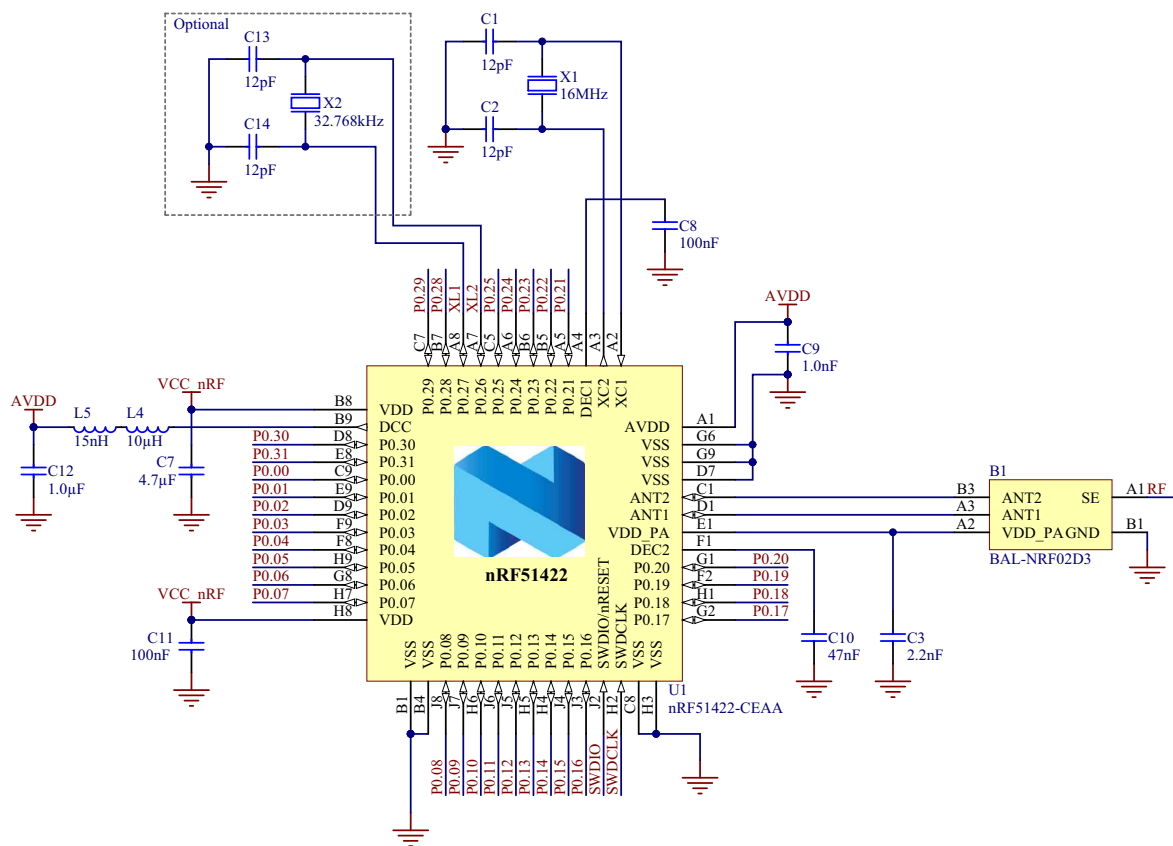 Optional
C13
12pF
X2
32.768kHz
C14
12pF
C1
12pF
X1
16MHz
C2
12pF
C8
100nF
P0.29
P0.28
XL1
XL2
P0.25
P0.24
P0.23
P0.22
P0.21
C7
B7
A8
A7
C5
A6
B6
B5
A5
A4
A3
A2
P0.29
P0.28
P0.27
P0.26
P0.25
P0.24
P0.23
P0.22
P0.21
DEC1
XC2
XC1
AVDD
C9
1.0nF
VCC_nRF
AVDD
L5
15nH
L4
10µH
C12
1.0µF
C7
4.7µF
B8 VDD
B9 DCC
P0.30 D8 P0.30
P0.31 E8 P0.31
P0.00 C9 P0.00
P0.01 E9 P0.01
P0.02 D9 P0.02
P0.03 F9 P0.03
P0.04 F8 P0.04
P0.05 H9 P0.05
P0.06 G8 P0.06
P0.07 H7 P0.07
H8 VDD
VCC_nRF
C11
100nF
nRF51422
AVDD A1
VSS G6
VSS G9
VSS D7
ANT2 C1
ANT1 D1
VDD_PA E1
DEC2 F1
P0.20 G1 P0.20
P0.19 F2 P0.19
P0.18 H1 P0.18
P0.17 G2 P0.17
B1
B3 ANT2 SE A1 RF
A3 ANT1
A2 VDD_PA GND B1
BAL-NRF02D3
C10
47nF
C3
2.2nF
VSS
VSS
P0.08
P0.09
P0.10
P0.11
P0.12
P0.13
P0.14
P0.15
P0.16
SWDIO/nRESET
SWDCLK
VSS
VSS
U1
nRF51422-CEAA
B1
B4
J8
J7
H6
J6
J5
H5
H4
J4
J3
J2
H2
C8
H3
P0.08
P0.09
P0.10
P0.11
P0.12
P0.13
P0.14
P0.15
P0.16
SWDIO
SWDCLK